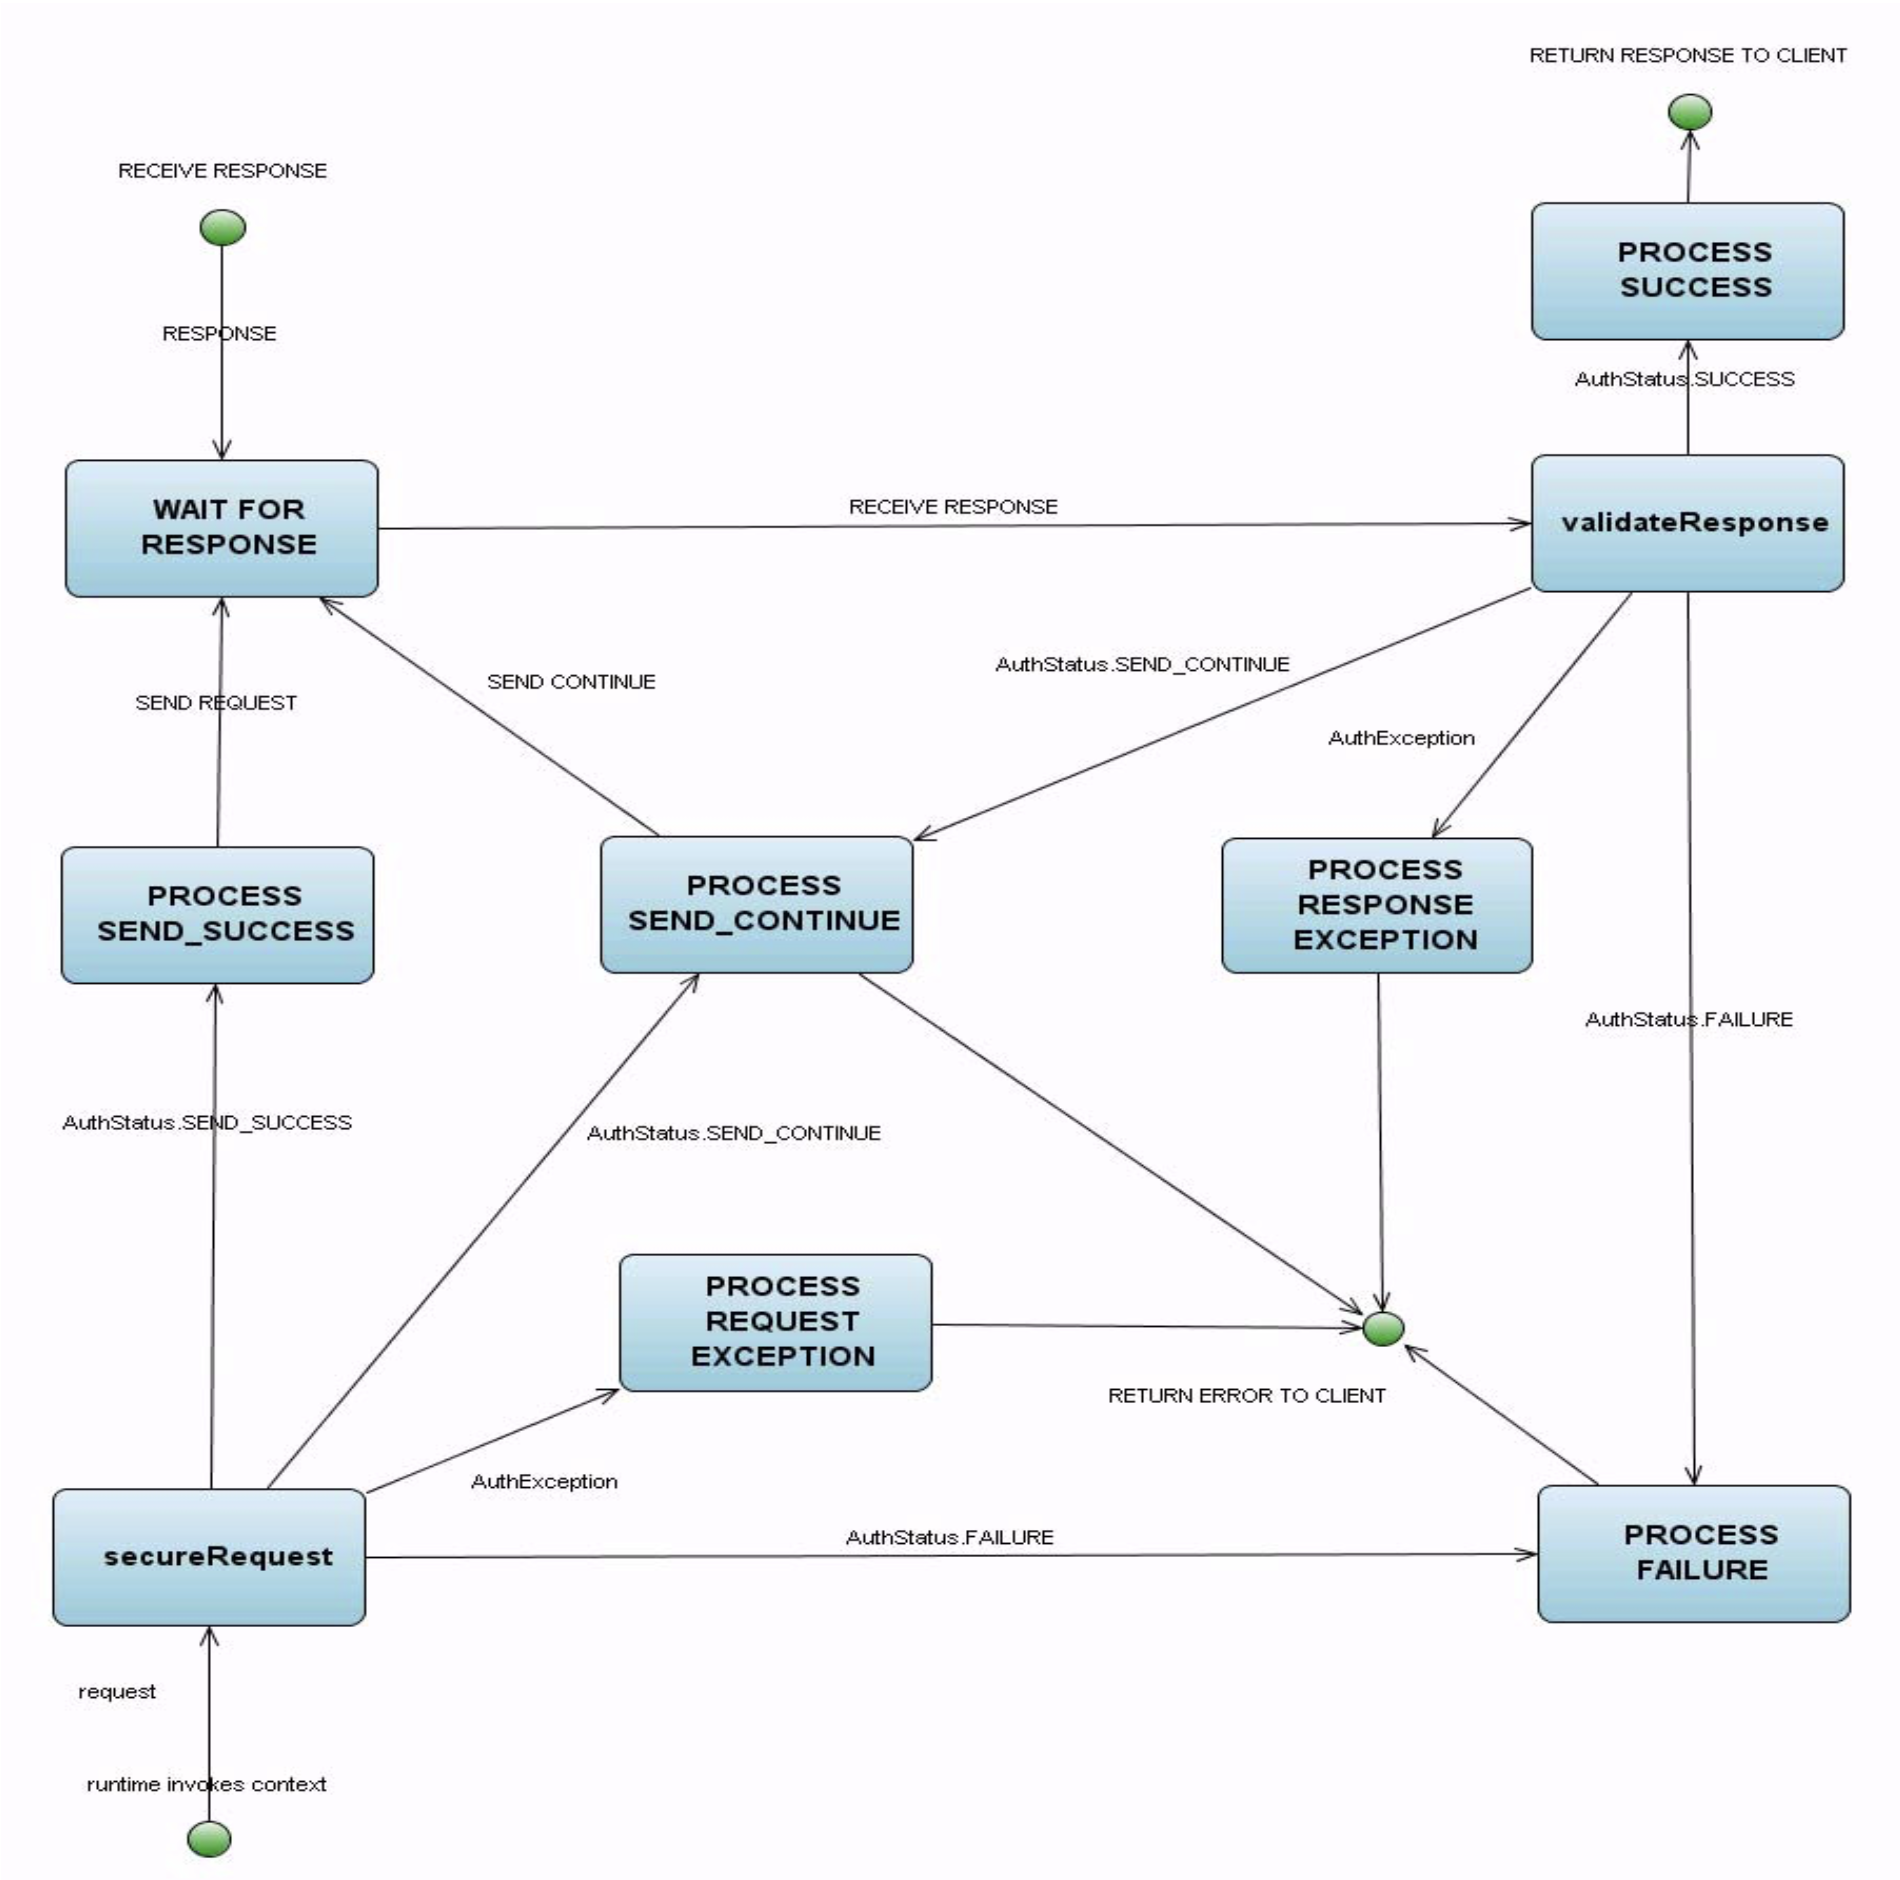 RETURN RESPONSE TO CLIENT
RECEIVE RESPONSE
PROCESS
SUCCESS
RESPONSE
AuthStatus.SUCCESS
WAIT FOR
RESPONSE
RECEIVE RESPONSE
validateResponse
SEND REQUEST
SEND CONTINUE
AuthStatus.SEND_CONTINUE
AuthException
PROCESS
SEND_SUCCESS
PROCESS
SEND_CONTINUE
PROCESS
RESPONSE
EXCEPTION
AuthStatus.FAILURE
AuthStatus.SEND_SUCCESS
AuthStatus.SEND_CONTINUE
PROCESS
REQUEST
EXCEPTION
RETURN ERROR TO CLIENT
AuthException
secureRequest
AuthStatus.FAILURE
PROCESS
FAILURE
request
runtime invokes context